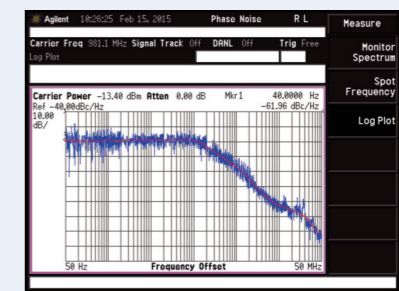 Agilent 10:26:25 Feb 15, 2015 Phase Noise R L
Measure
Carrier Freq 981.1 MHz Signal Track Off DANL Off Trig Free
Log Plot
Monitor
Spectrum
Spot
Frequency
Log Plot
Carrier Power -13.40 dBm Atten 0.00 dB Mkr1 40.0000 Hz
Ref -40.00dBc/Hz -61.96 dBc/Hz
10.00
dB/
50 Hz Frequency Offset 50 MHz